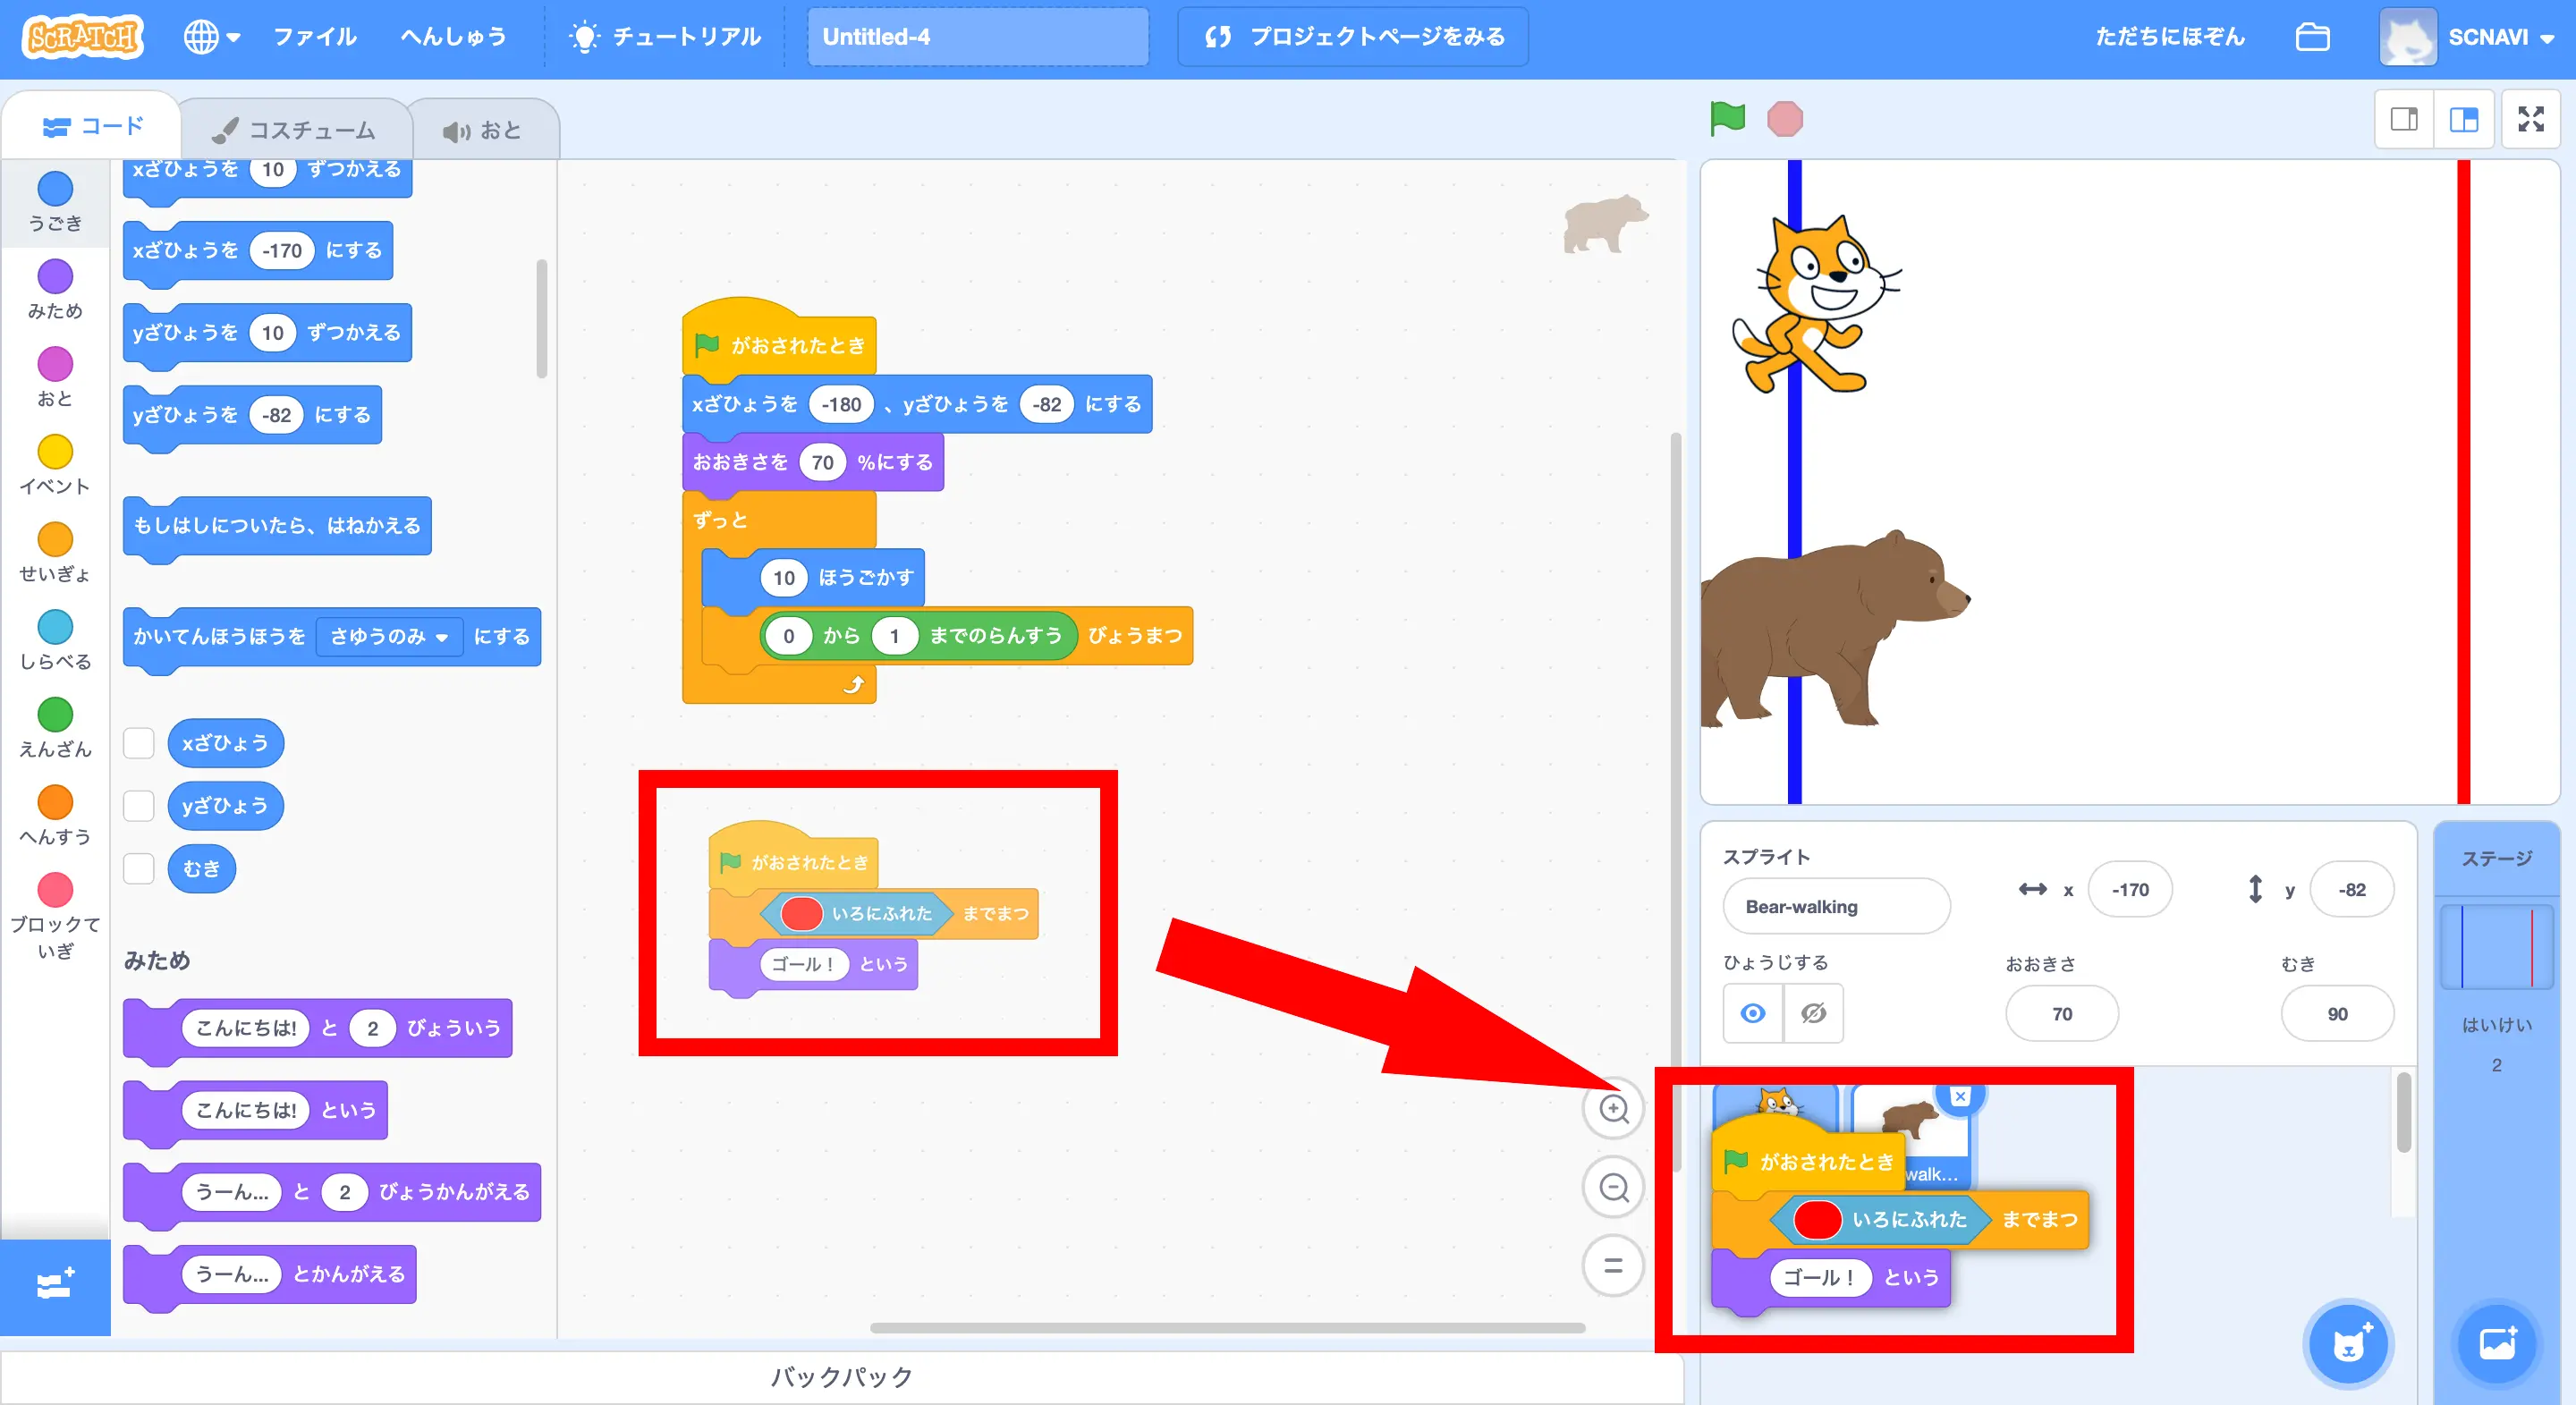 SCRATCH
ファイル
へんしゅう
チュートリアル
Untitled-4
プロジェクトページをみる
ただちにほぞん
SCNAVI
コード
コスチューム
おと
うごき
みため
おと
イベント
せいぎょ
しらべる
えんざん
へんすう
ブロックて
いぎ
xざひょうを 10 ずつかえる
xざひょうを -170 にする
yざひょうを 10 ずつかえる
yざひょうを -82 にする
もしはしについたら、はねかえる
かいてんほうほうを さゆうのみ にする
xざひょう
yざひょう
むき
みため
こんにちは! と 2 びょういう
こんにちは! という
うーん... と 2 びょうかんがえる
うーん... とかんがえる
がおされたとき
xざひょうを -180 、yざひょうを -82 にする
おおきさを 70 %にする
ずっと
10 ほうごかす
0 から 1 までのらんすう びょうまつ
がおされたとき
いろにふれた までまつ
ゴール！ という
バックパック
スプライト
Bear-walking
x -170
y -82
ひょうじする
おおきさ
70
むき
90
walk...
がおされたとき
いろにふれた までまつ
ゴール！ という
ステージ
はいけい
2